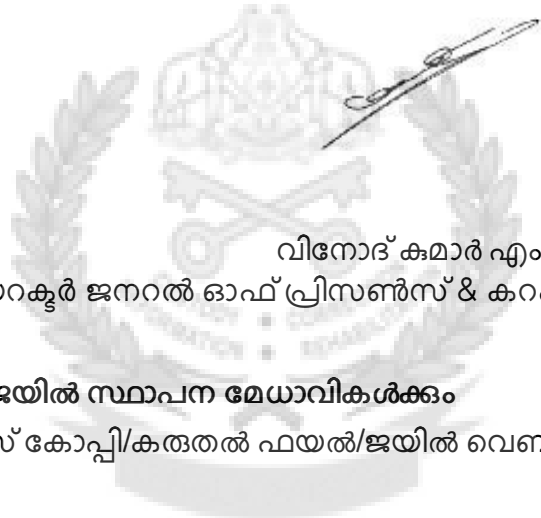 വിനോദ് കുമാർ എം
റക്ടർ ജനറൽ ഓഫ് പ്രിസൺസ് & കറ
ജയിൽ സ്ഥാപന മേധാവികൾക്കും
കോപ്പി/കരുതൽ ഫയൽ/ജയിൽ